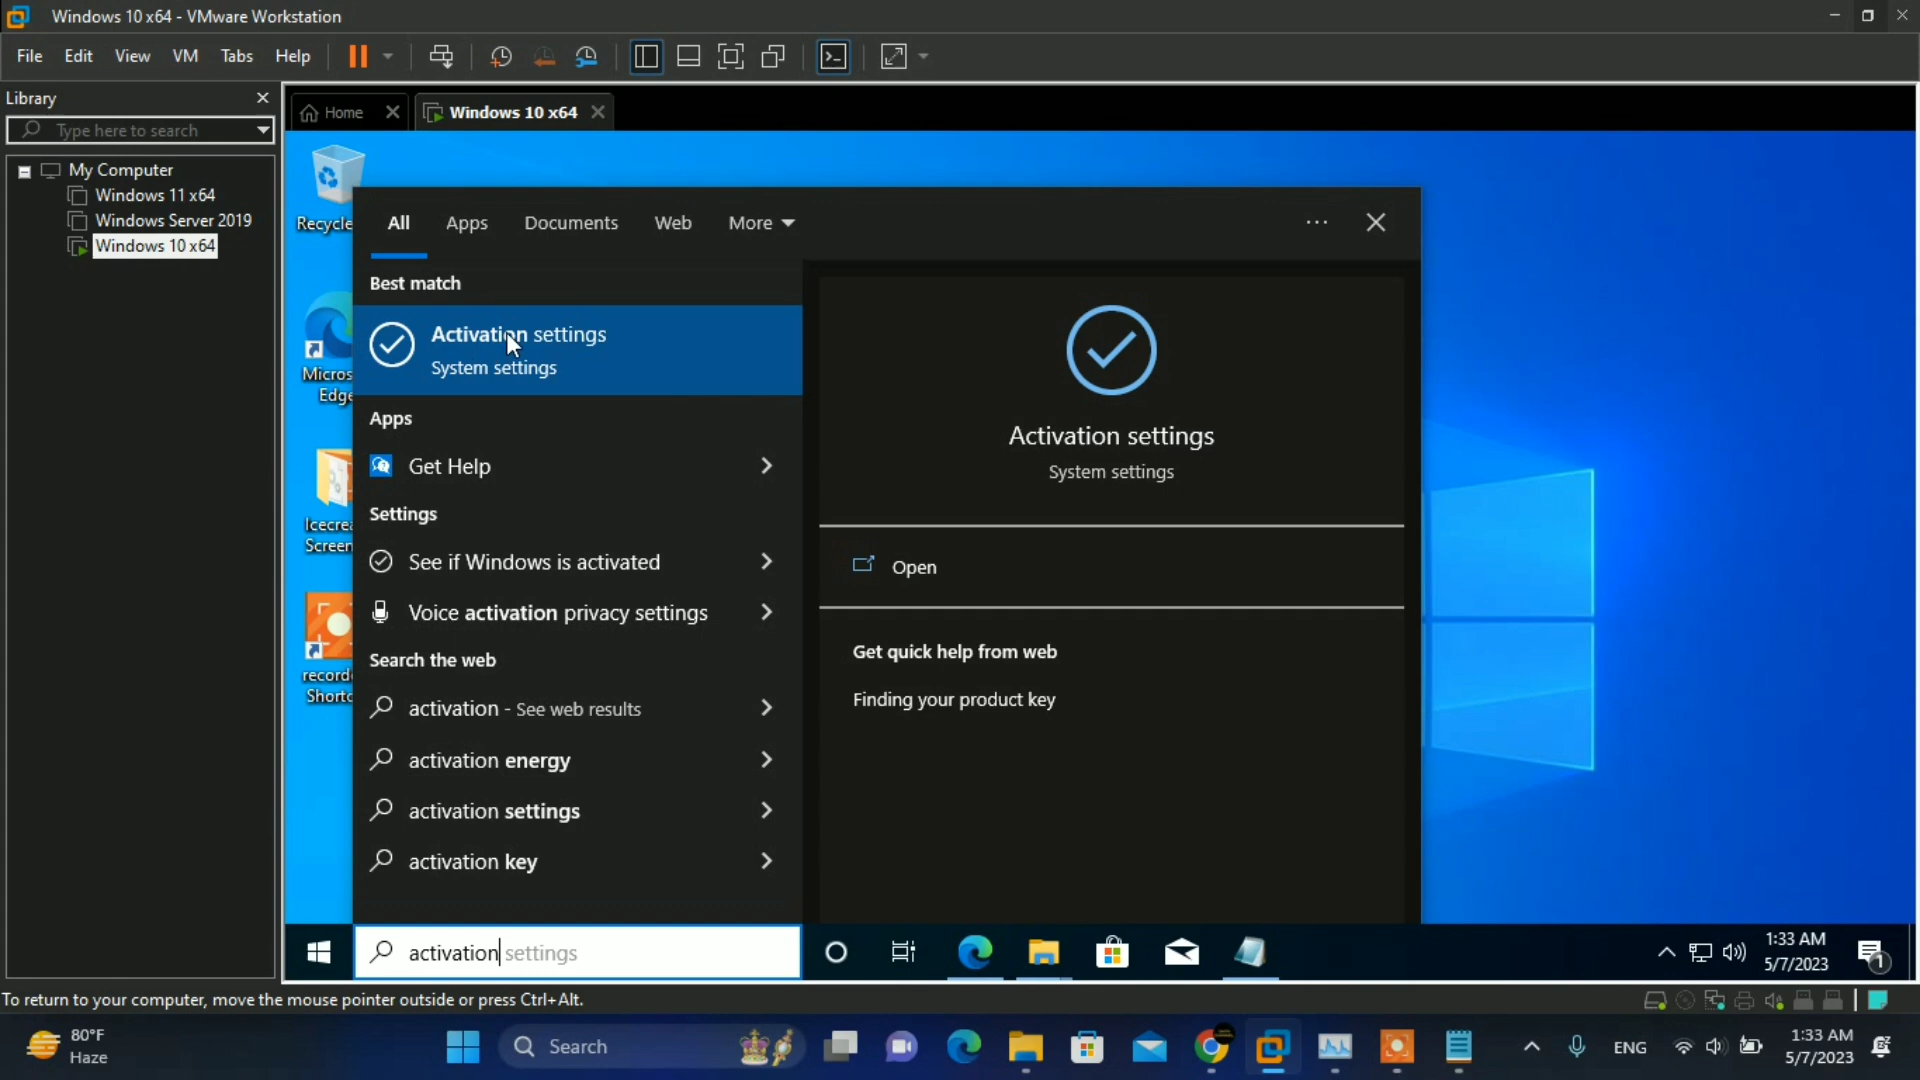 Windows 10 x64 - VMware Workstation
File Edit View VM Tabs Help
Library
Type here to search
My Computer
Windows 11 x64
Windows Server 2019
Windows 10 x64
Home
Windows 10 x64
Recycle
Micros
Edge
Icecrea
Screen
record
Shortc
All Apps Documents Web More
Best match
Activation settings
System settings
Apps
Get Help
Settings
See if Windows is activated
Voice activation privacy settings
Search the web
activation - See web results
activation energy
activation settings
activation key
Activation settings
System settings
Open
Get quick help from web
Finding your product key
activation settings
1:33 AM
5/7/2023
1
To return to your computer, move the mouse pointer outside or press Ctrl+Alt.
80°F
Haze
Search
ENG
1:33 AM
5/7/2023